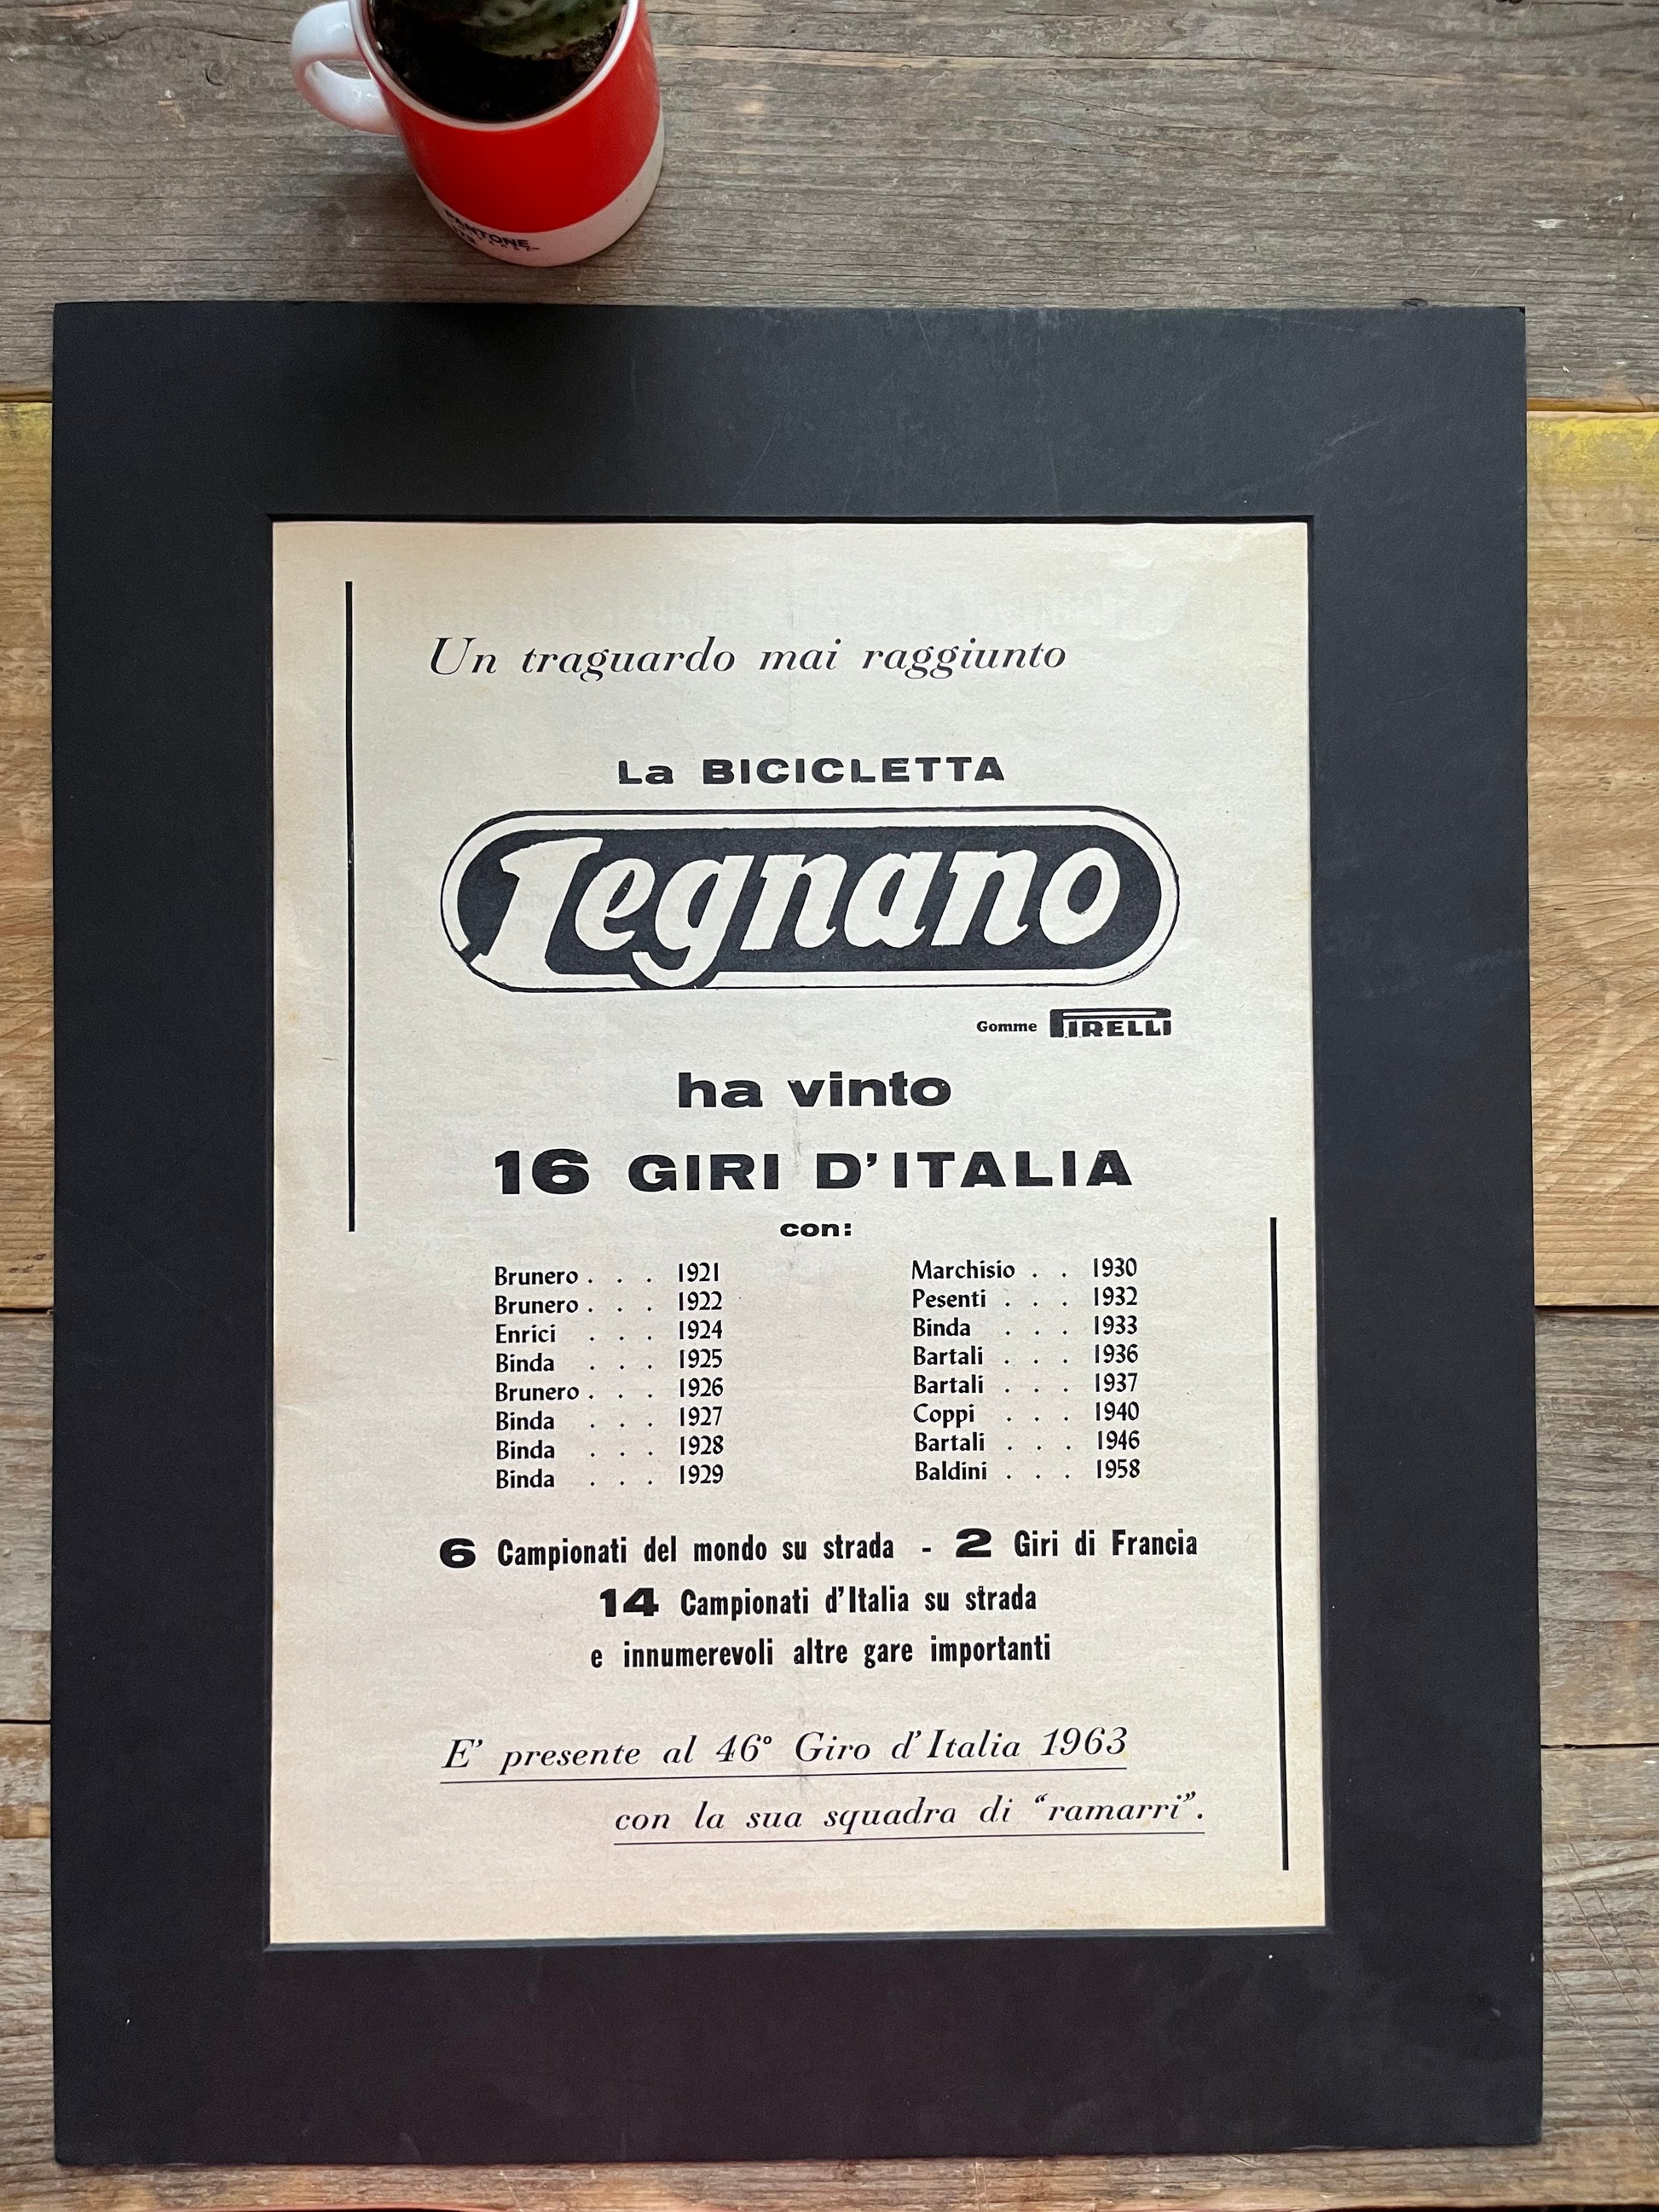 PANTONE
Un traguardo mai raggiunto
La BICICLETTA
Legnano
Gomme PIRELLI
ha vinto
16 GIRI D'ITALIA
con:
Brunero . . . 1921
Brunero . . . 1922
Enrici . . . 1924
Binda . . . 1925
Brunero . . . 1926
Binda . . . 1927
Binda . . . 1928
Binda . . . 1929
Marchisio . . 1930
Pesenti . . . 1932
Binda . . . 1933
Bartali . . . 1936
Bartali . . . 1937
Coppi . . . 1940
Bartali . . . 1946
Baldini . . . 1958
6 Campionati del mondo su strada - 2 Giri di Francia
14 Campionati d'Italia su strada
e innumerevoli altre gare importanti
E' presente al 46° Giro d'Italia 1963
con la sua squadra di "ramarri".